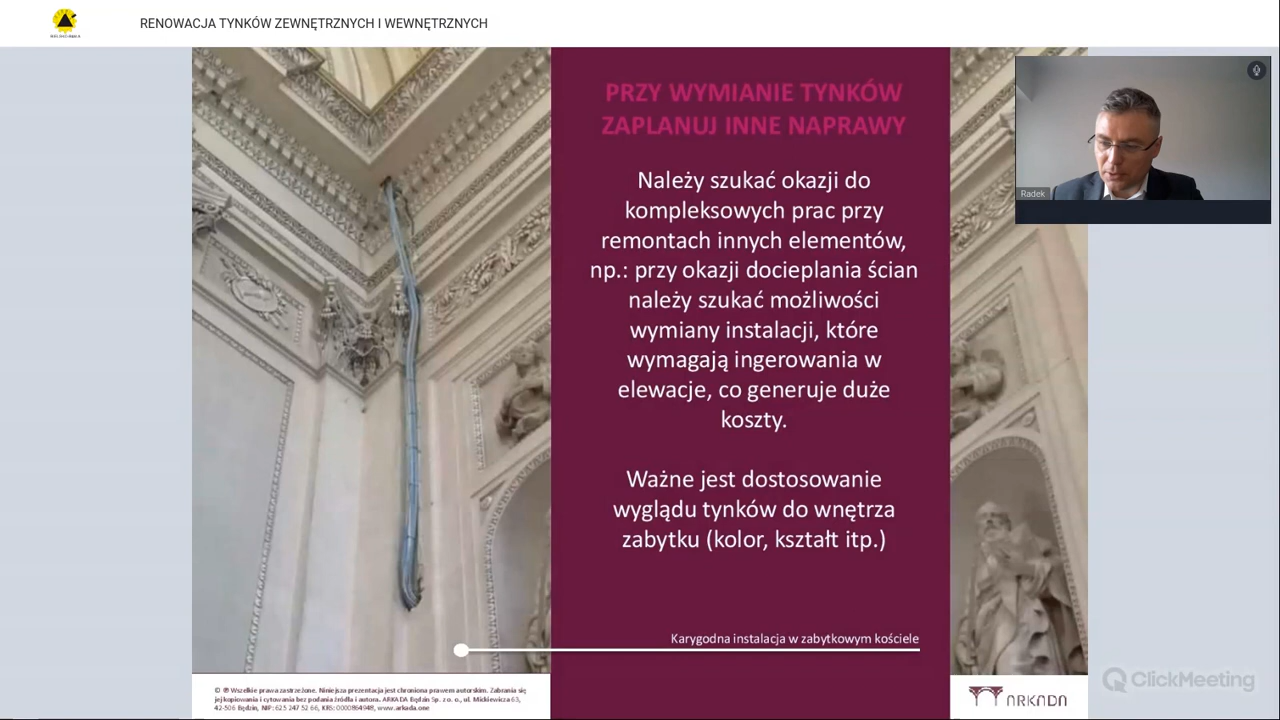 RENOWACJA TYNKÓW ZEWNĘTRZNYCH I WEWNĘTRZNYCH
PRZY WYMIANIE TYNKÓW
ZAPLANUJ INNE NAPRAWY
Należy szukać okazji do
kompleksowych prac przy
remontach innych elementów,
np.: przy okazji docieplania ścian
należy szukać możliwości
wymiany instalacji, które
wymagają ingerowania w
elewacje, co generuje duże
koszty.
Ważne jest dostosowanie
wyglądu tynków do wnętrza
zabytku (kolor, kształt itp.)
Karygodna instalacja w zabytkowym kościele
Radek
© ℗ Wszelkie prawa zastrzeżone. Niniejsza prezentacja jest chroniona prawem autorskim. Zabrania się
jej kopiowania i cytowania bez podania źródła i autora. ARKADA Będzin Sp. z o. o., ul. Mickiewicza 63,
42-506 Będzin, NIP: 625 247 52 66, KRS: 0000864948, www.arkada.one
ARKADA
ClickMeeting